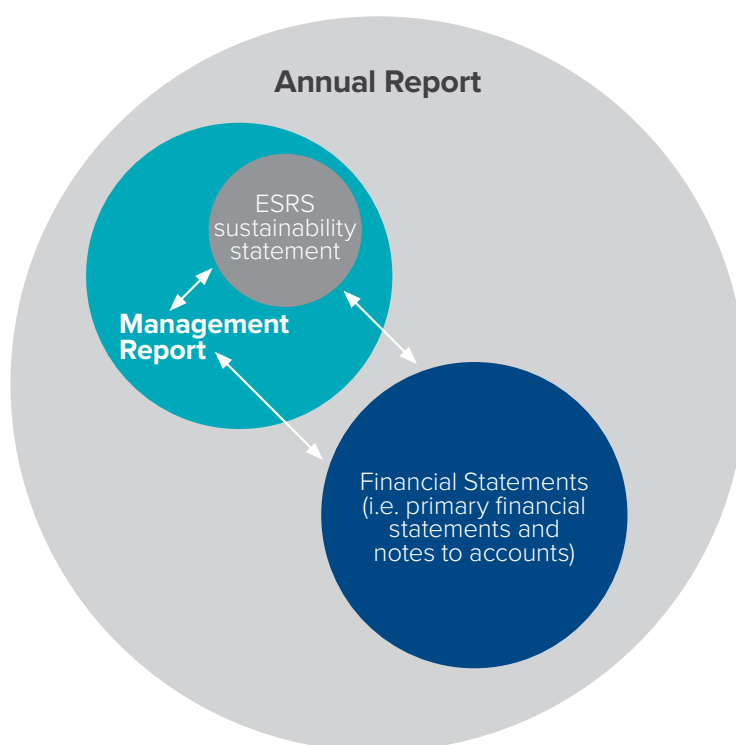 Annual Report
ESRS
sustainability
statement
Management
Report
Financial Statements
(i.e. primary financial
statements and
notes to accounts)